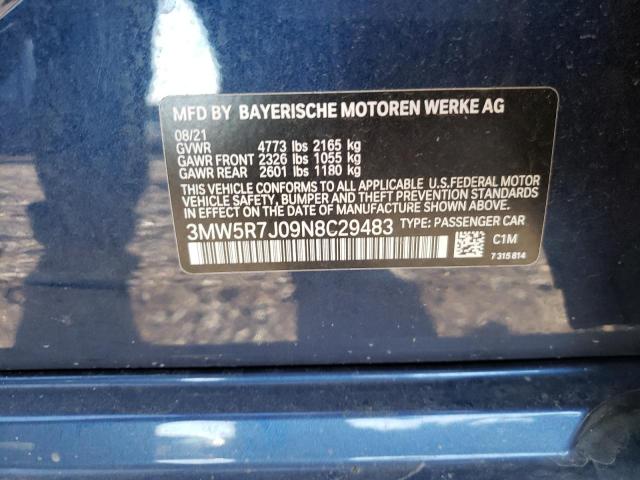 MFD BY BAYERISCHE MOTOREN WERKE AG
08/21
GVWR 4773 lbs 2165 kg
GAWR FRONT 2326 lbs 1055 kg
GAWR REAR 2601 lbs 1180 kg
THIS VEHICLE CONFORMS TO ALL APPLICABLE U.S.FEDERAL MOTOR
VEHICLE SAFETY, BUMPER, AND THEFT PREVENTION STANDARDS
IN EFFECT ON THE DATE OF MANUFACTURE SHOWN ABOVE.
3MW5R7J09N8C29483 TYPE: PASSENGER CAR
C1M
7 315 814